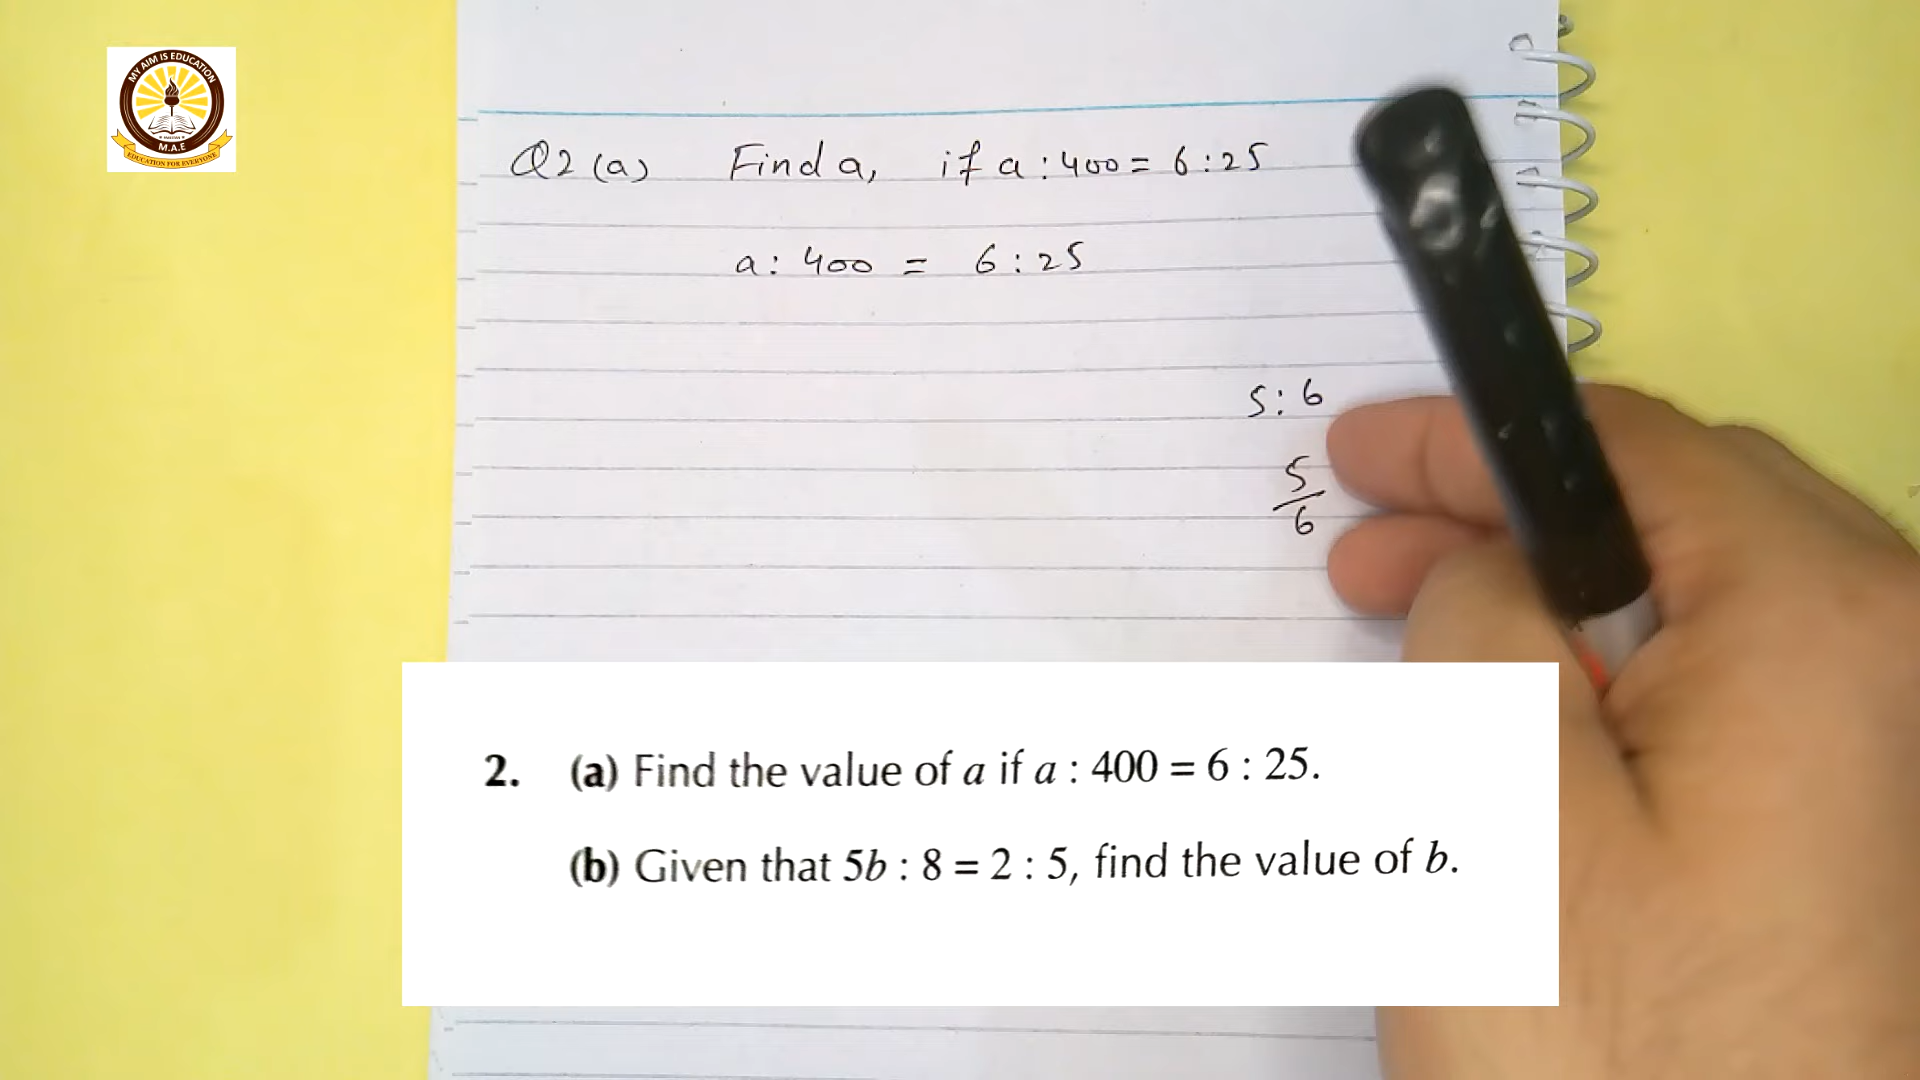 MY AIM IS EDUCATION
M.A.E
EDUCATION FOR EVERYONE
Q2 (a) Find a, if a : 400 = 6 : 25
a : 400 = 6 : 25
5 : 6
5
6
2. (a) Find the value of a if a : 400 = 6 : 25.
(b) Given that 5b : 8 = 2 : 5, find the value of b.